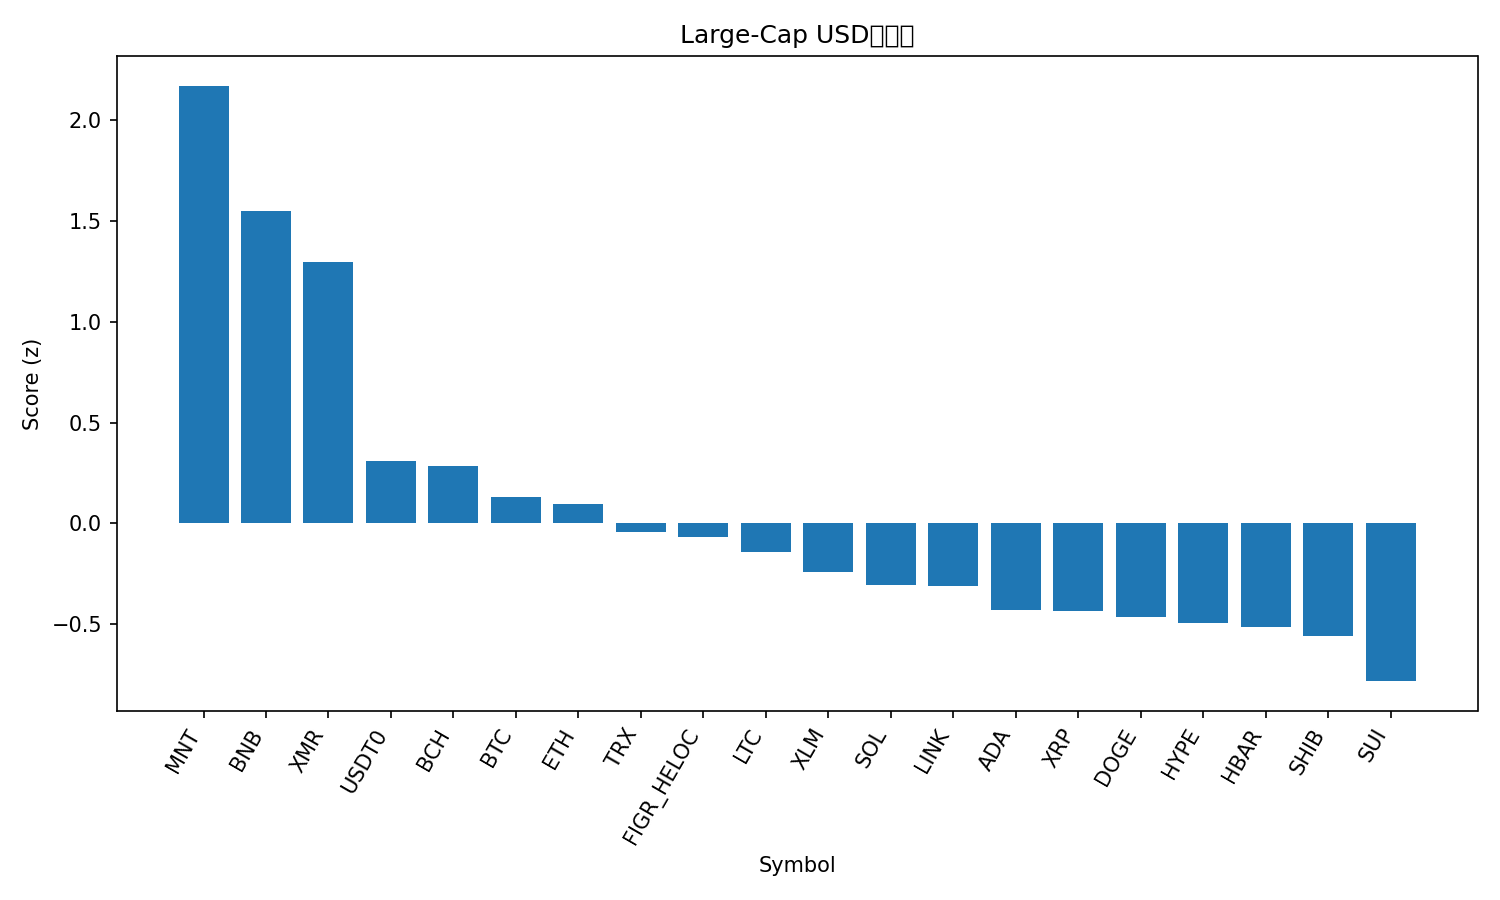 Large-Cap USD
Score (z)
2.0
1.5
1.0
0.5
0.0
−0.5
MNT
BNB
XMR
USDT0
BCH
BTC
ETH
TRX
FIGR_HELOC
LTC
XLM
SOL
LINK
ADA
XRP
DOGE
HYPE
HBAR
SHIB
SUI
Symbol